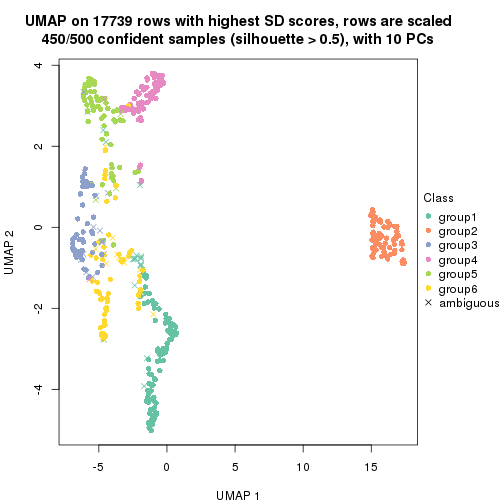 UMAP on 17739 rows with highest SD scores, rows are scaled
450/500 confident samples (silhouette > 0.5), with 10 PCs
4
2
0
-2
-4
UMAP 2
-5
0
5
10
15
UMAP 1
Class
group1
group2
group3
group4
group5
group6
ambiguous